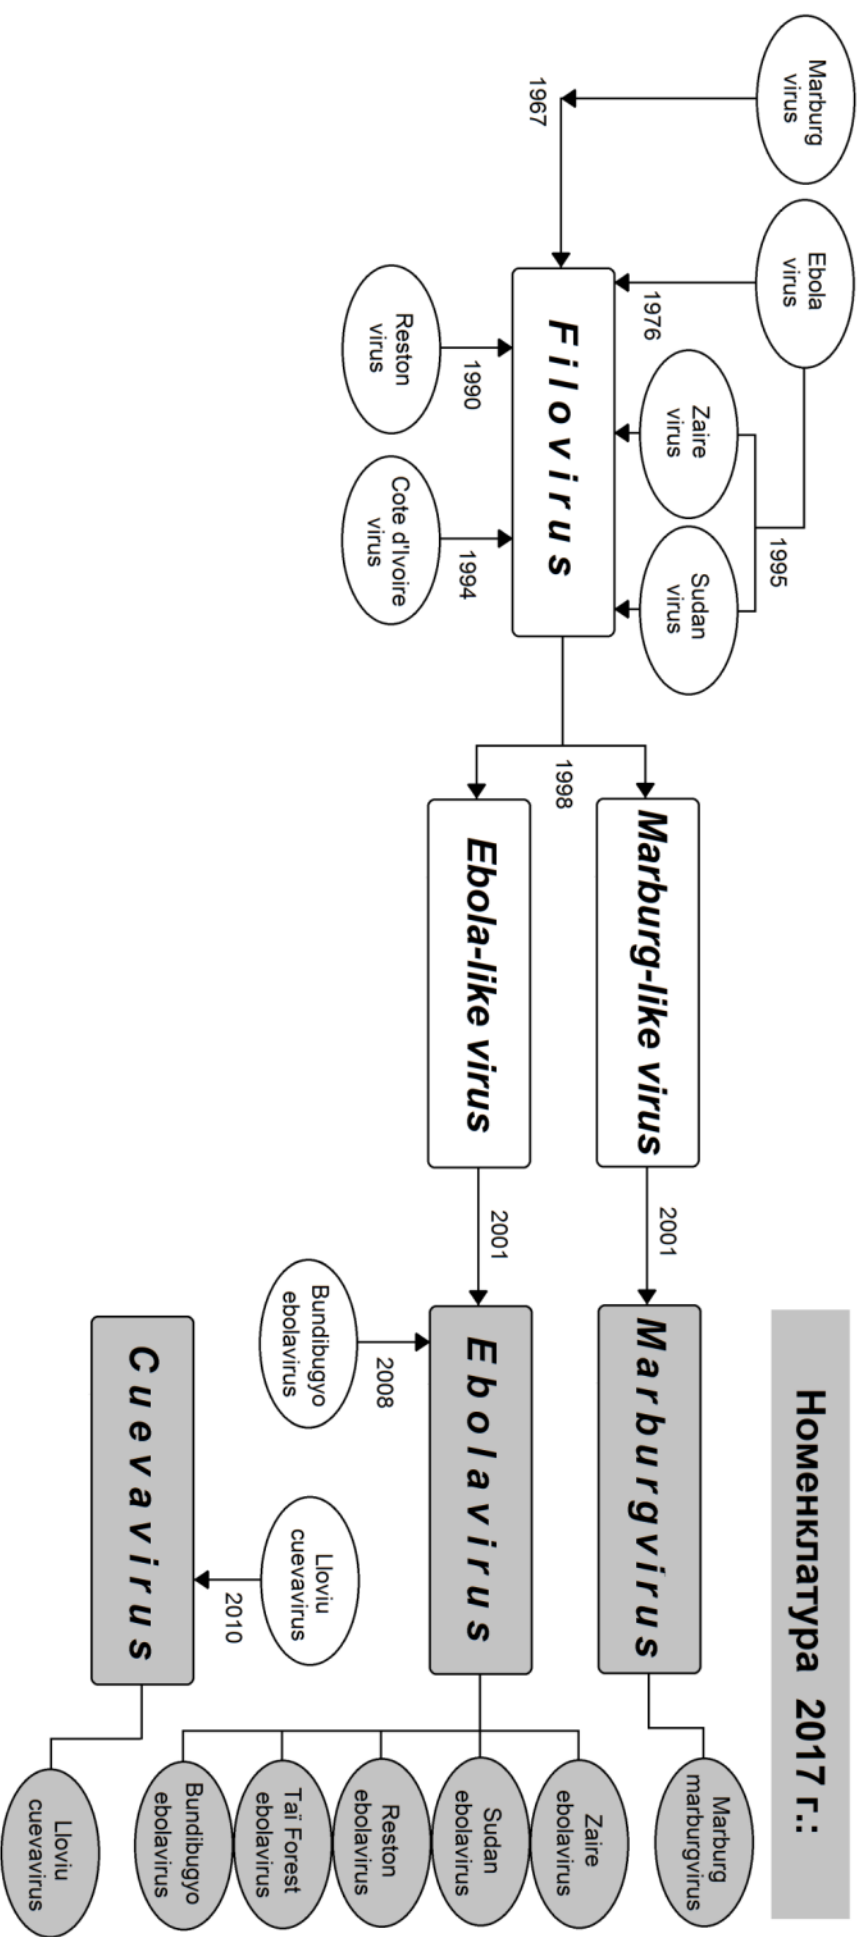 Номенклатура 2017 г.:
Marburg
virus
Ebola
virus
1967
1976
1995
Zaire
virus
Sudan
virus
Filovirus
1990
1994
Reston
virus
Cote d'Ivoire
virus
1998
Marburg-like virus
Ebola-like virus
2001
2001
Marburgvirus
Ebolavirus
2008
Bundibugyo
ebolavirus
Lloviu
cuevavirus
2010
Cuevavirus
Marburg
marburgvirus
Zaire
ebolavirus
Sudan
ebolavirus
Reston
ebolavirus
Taï Forest
ebolavirus
Bundibugyo
ebolavirus
Lloviu
cuevavirus